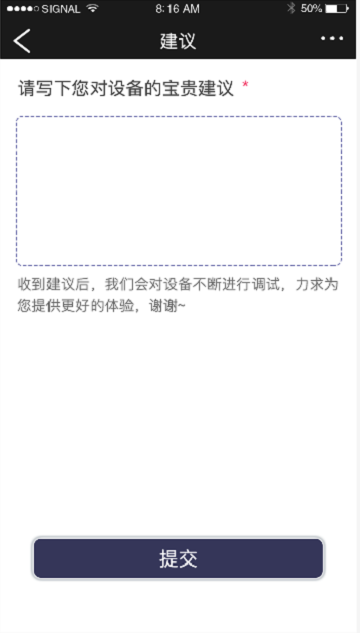 SIGNAL 8:16 AM 50%
建议
请写下您对设备的宝贵建议 *
收到建议后，我们会对设备不断进行调试，力求为
您提供更好的体验，谢谢~
提交